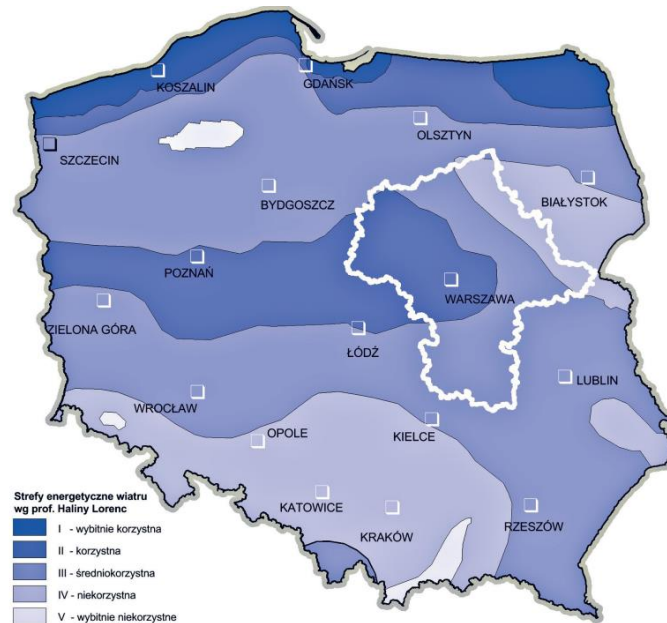 KOSZALIN
GDAŃSK
OLSZTYN
SZCZECIN
BIAŁYSTOK
BYDGOSZCZ
POZNAŃ
WARSZAWA
ZIELONA GÓRA
ŁÓDŹ
LUBLIN
WROCŁAW
OPOLE
KIELCE
KATOWICE
KRAKÓW
RZESZÓW
Strefy energetyczne wiatru
wg prof. Haliny Lorenc
I - wybitnie korzystna
II - korzystna
III - średniokorzystna
IV - niekorzystna
V - wybitnie niekorzystne